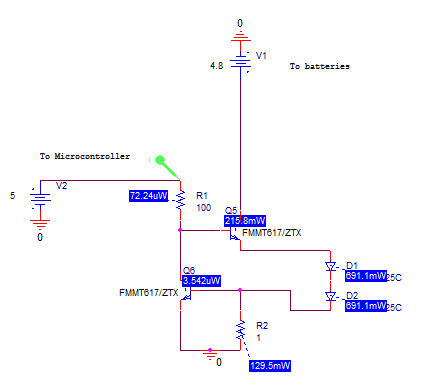 0
V1
4.8
To batteries
To Microcontroller
V2
5
0
72.24uW
R1
100
Q5
215.8mW
FMMT617/ZTX
Q6
3.542uW
FMMT617/ZTX
D1
691.1mW
25C
D2
691.1mW
25C
R2
1
0
129.5mW